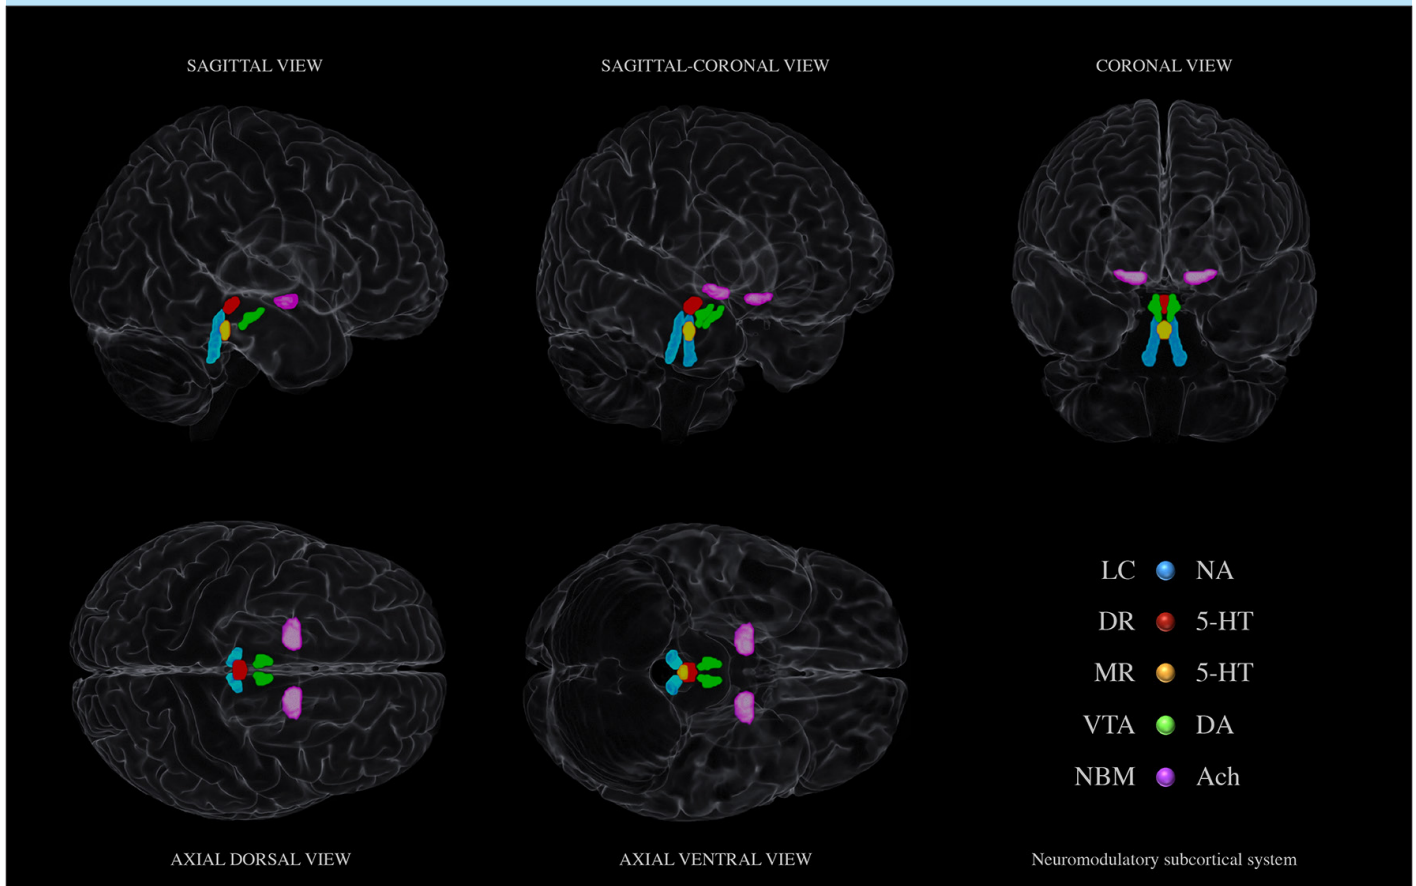 SAGITTAL VIEW
SAGITTAL-CORONAL VIEW
CORONAL VIEW
LC NA
DR 5-HT
MR 5-HT
VTA DA
NBM Ach
AXIAL DORSAL VIEW
AXIAL VENTRAL VIEW
Neuromodulatory subcortical system